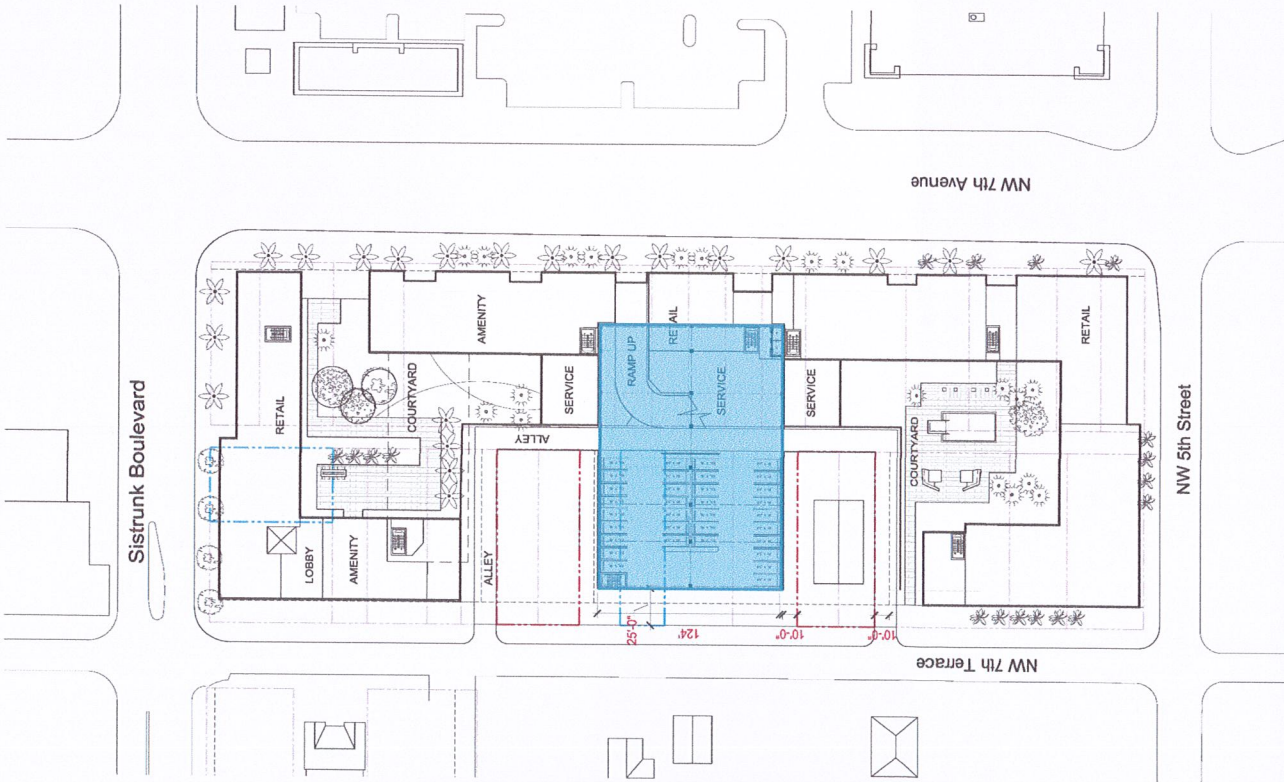 NW 7th Avenue
Sistrunk Boulevard
RETAIL
AMENITY
RETAIL
RETAIL
COURTYARD
RAMP UP
SERVICE
SERVICE
SERVICE
ALLEY
COURTYARD
NW 5th Street
LOBBY
AMENITY
ALLEY
25'-0"
124'
10'-0"
10'-0"
NW 7th Terrace